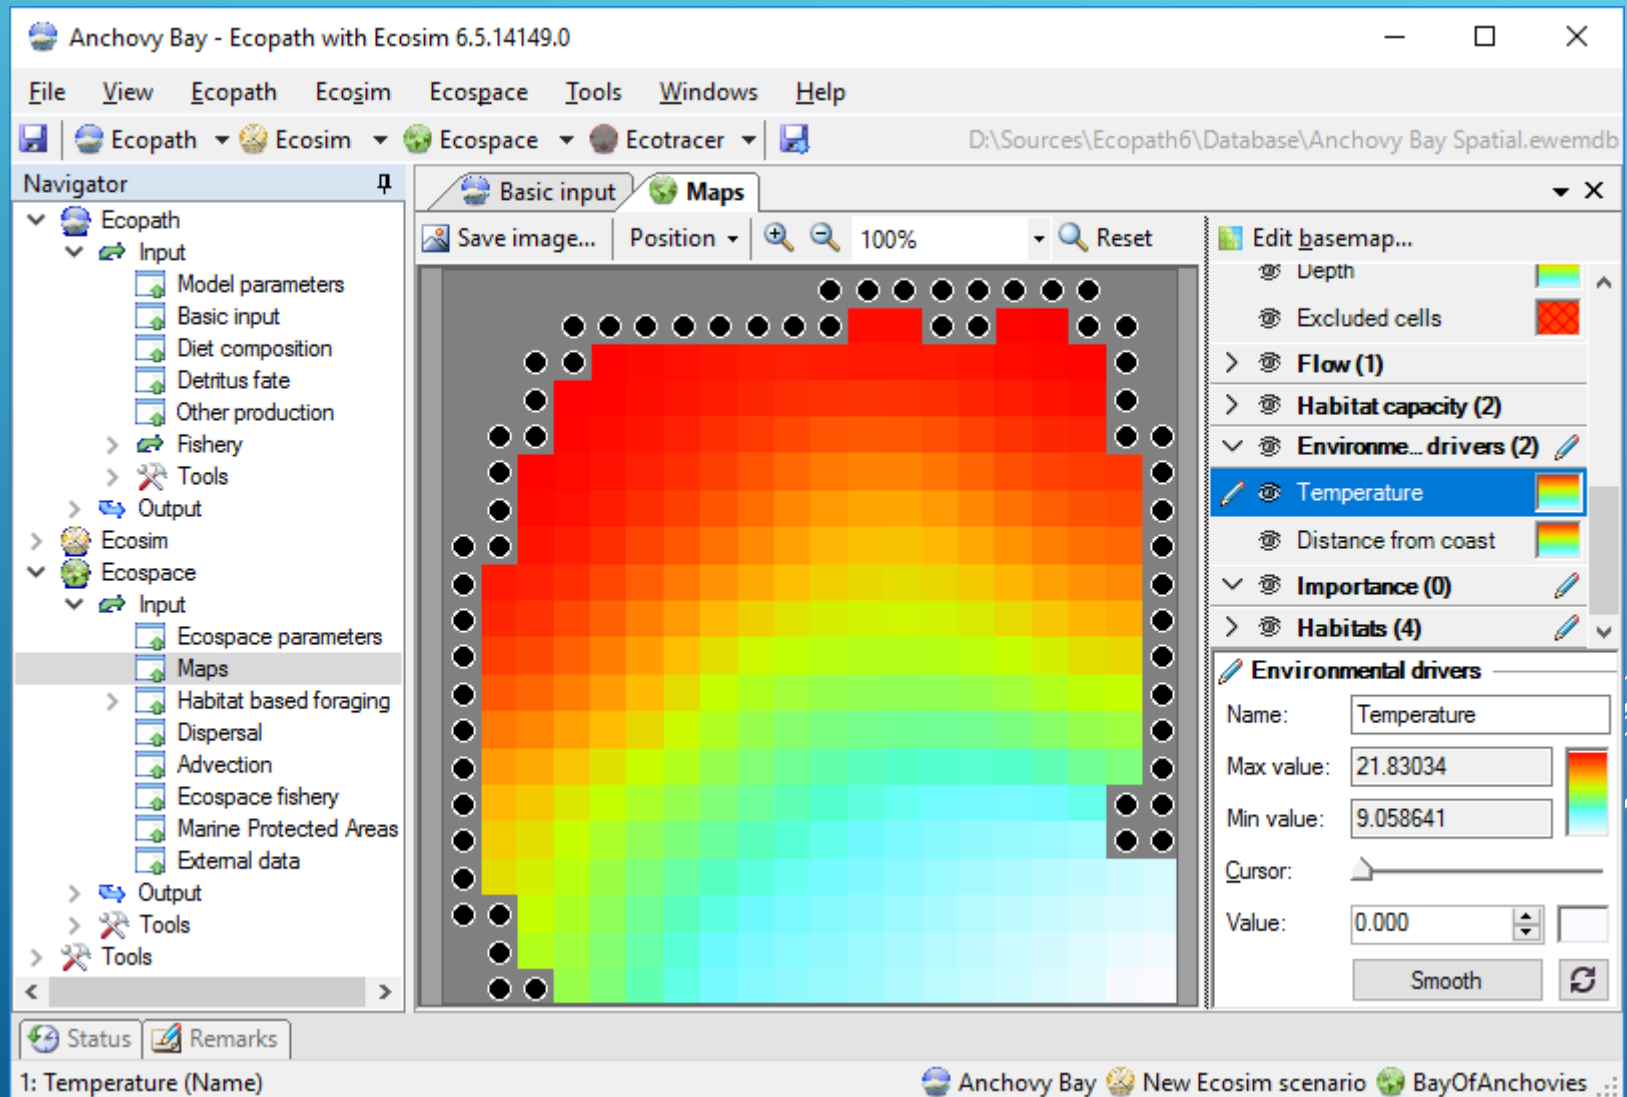 Anchovy Bay - Ecopath with Ecosim 6.5.14149.0
File View Ecopath Ecosim Ecospace Tools Windows Help
Ecopath Ecosim Ecospace Ecotracer D:\Sources\Ecopath6\Database\Anchovy Bay Spatial.ewemdb
Navigator
Ecopath
Input
Model parameters
Basic input
Diet composition
Detritus fate
Other production
Fishery
Tools
Output
Ecosim
Ecospace
Input
Ecospace parameters
Maps
Habitat based foraging
Dispersal
Advection
Ecospace fishery
Marine Protected Areas
External data
Output
Tools
Tools
Basic input Maps
Save image... Position 100% Reset
Edit basemap...
Depth
Excluded cells
Flow (1)
Habitat capacity (2)
Environme... drivers (2)
Temperature
Distance from coast
Importance (0)
Habitats (4)
Environmental drivers
Name: Temperature
Max value: 21.83034
Min value: 9.058641
Cursor:
Value: 0.000
Smooth
Status Remarks
1: Temperature (Name) Anchovy Bay New Ecosim scenario BayOfAnchovies